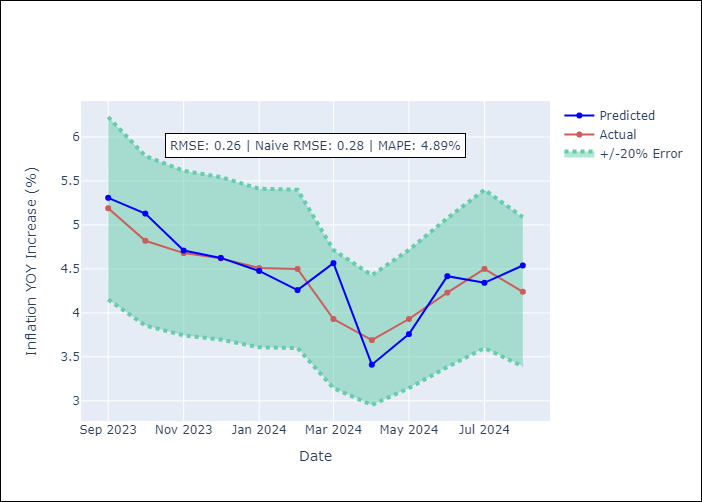 RMSE: 0.26 | Naive RMSE: 0.28 | MAPE: 4.89%
Predicted
Actual
+/-20% Error
Inflation YOY Increase (%)
6
5.5
5
4.5
4
3.5
3
Sep 2023
Nov 2023
Jan 2024
Mar 2024
May 2024
Jul 2024
Date